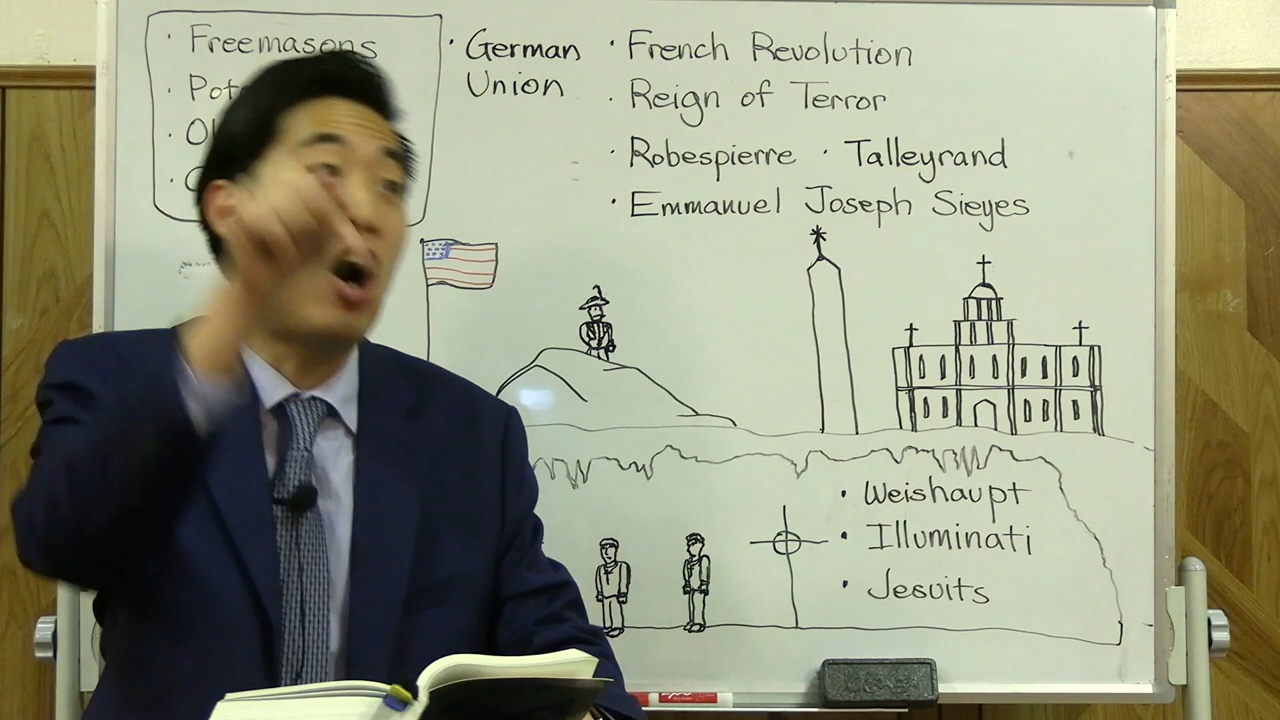 · Freemasons
·
·
·
· German
Union
· French Revolution
· Reign of Terror
· Robespierre · Talleyrand
· Emmanuel Joseph Sieyes
· Weishaupt
· Illuminati
· Jesuits